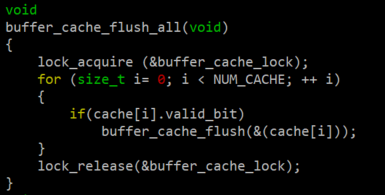 void
buffer_cache_flush_all(void)
{
    lock_acquire (&buffer_cache_lock);
    for (size_t i= 0; i < NUM_CACHE; ++ i)
    {
        if(cache[i].valid_bit)
            buffer_cache_flush(&(cache[i]));
    }
    lock_release(&buffer_cache_lock);
}